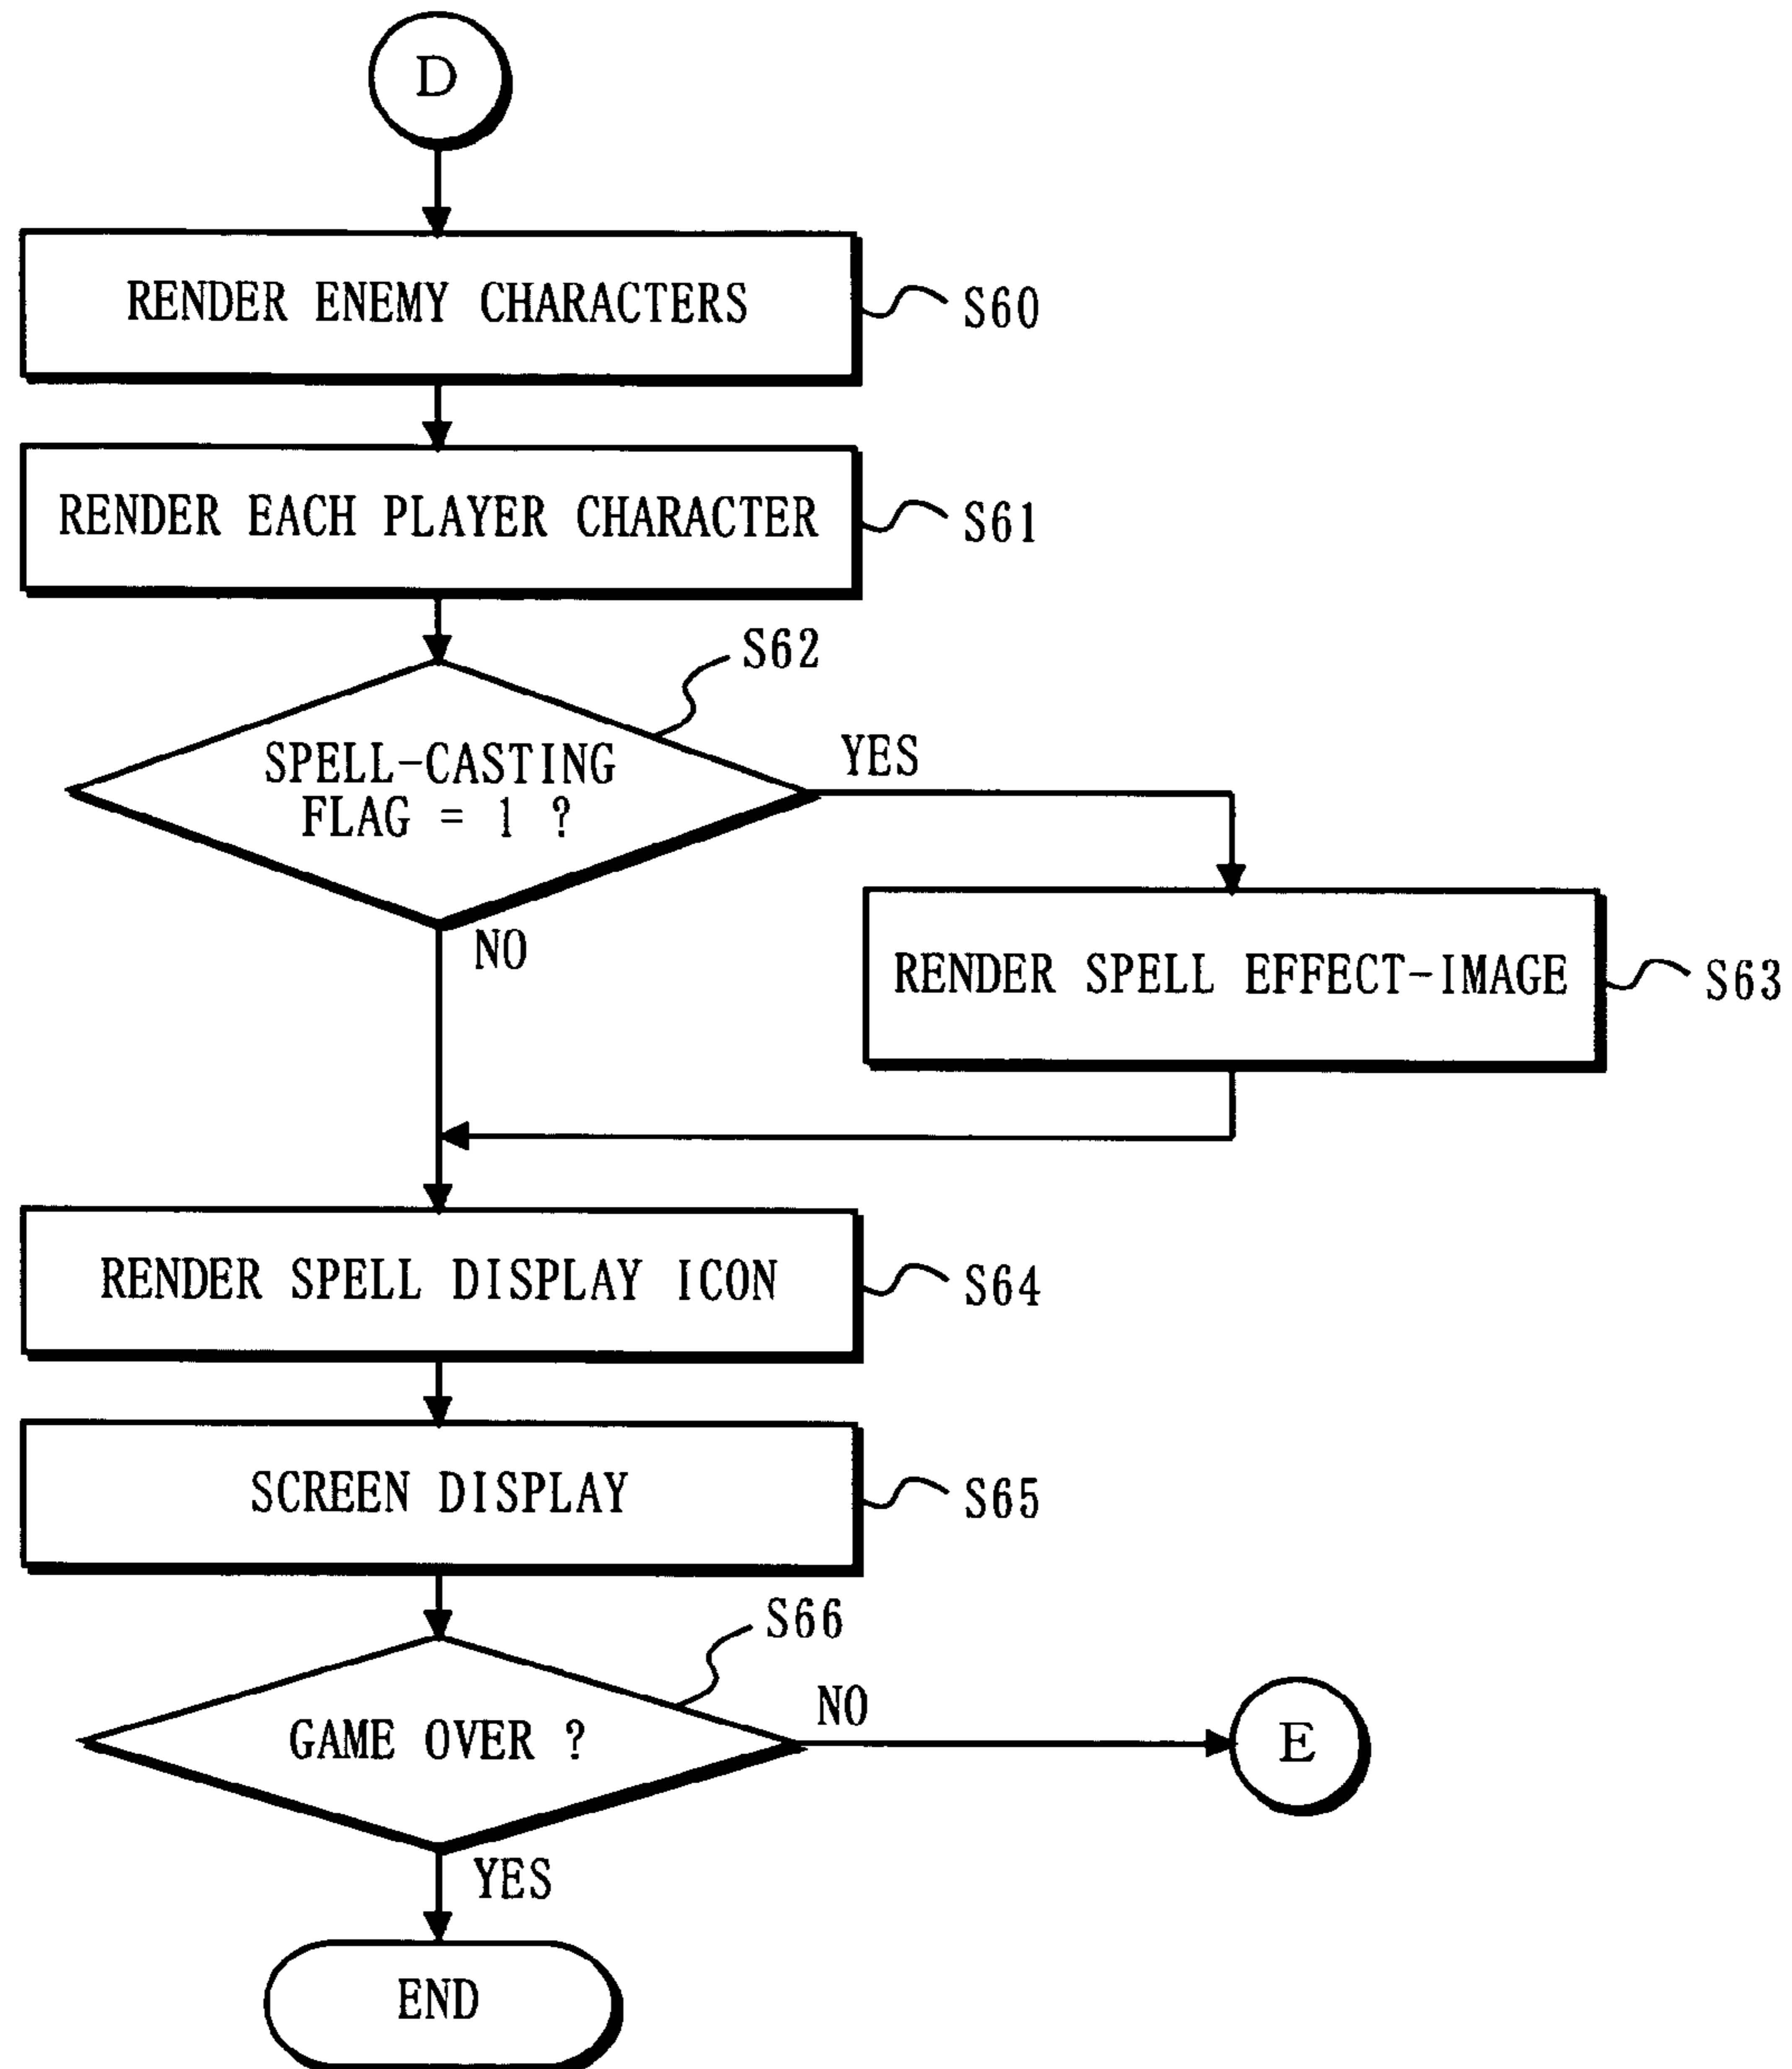 D
RENDER ENEMY CHARACTERS
S60
RENDER EACH PLAYER CHARACTER
S61
S62
SPELL-CASTING
FLAG = 1 ?
YES
NO
RENDER SPELL EFFECT-IMAGE
S63
RENDER SPELL DISPLAY ICON
S64
SCREEN DISPLAY
S65
S66
GAME OVER ?
NO
E
YES
END